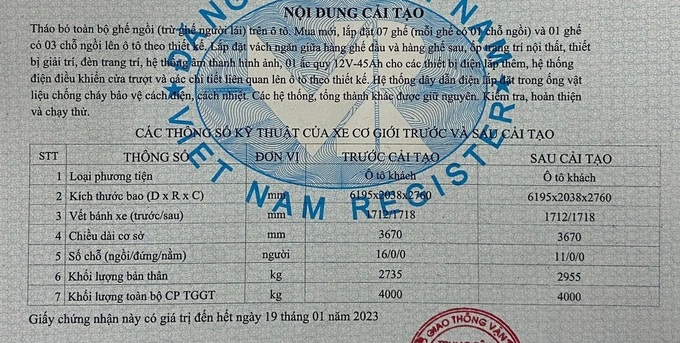 NỘI DUNG CẢI TẠO
Tháo bỏ toàn bộ ghế ngồi (trừ ghế người lái) trên ô tô. Mua mới, lắp đặt 07 ghế (mỗi ghế có 01 chỗ ngồi) và 01 ghế
có 03 chỗ ngồi lên ô tô theo thiết kế. Lắp đặt vách ngăn giữa hàng ghế đầu và hàng ghế sau, ốp trang trí nội thất, thiết
bị giải trí, đèn trang trí, hệ thống âm thanh hình ảnh, 01 ắc quy 12V-45Ah cho các thiết bị điện lắp thêm, hệ thống
điện điều khiển cửa trượt và các chi tiết liên quan lên ô tô theo thiết kế. Hệ thống dây dẫn điện lắp đặt trong ống vật
liệu chống cháy bảo vệ cách điện, cách nhiệt. Các hệ thống, tổng thành khác được giữ nguyên. Kiểm tra, hoàn thiện
và chạy thử.
CÁC THÔNG SỐ KỸ THUẬT CỦA XE CƠ GIỚI TRƯỚC VÀ SAU CẢI TẠO
STT THÔNG SỐ ĐƠN VỊ TRƯỚC CẢI TẠO SAU CẢI TẠO
1 Loại phương tiện Ô tô khách Ô tô khách
2 Kích thước bao (D x R x C) mm 6195x2038x2760 6195x2038x2760
3 Vết bánh xe (trước/sau) mm 1712/1718 1712/1718
4 Chiều dài cơ sở mm 3670 3670
5 Số chỗ (ngồi/đứng/nằm) người 16/0/0 11/0/0
6 Khối lượng bản thân kg 2735 2955
7 Khối lượng toàn bộ CP TGGT kg 4000 4000
Giấy chứng nhận này có giá trị đến hết ngày 19 tháng 01 năm 2023
VIET NAM REGISTER
GIAO THÔNG VẬN